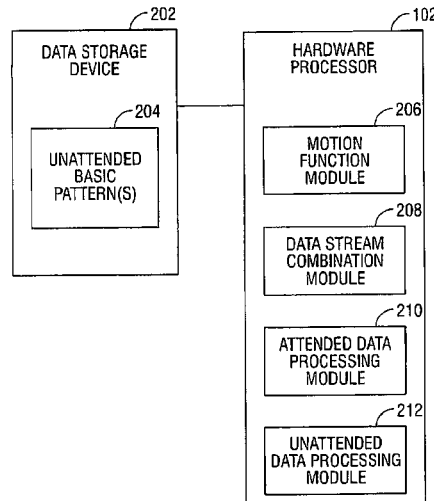 202
DATA STORAGE
DEVICE
204
UNATTENDED
BASIC
PATTERN(S)
102
HARDWARE
PROCESSOR
206
MOTION
FUNCTION
MODULE
208
DATA STREAM
COMBINATION
MODULE
210
ATTENDED DATA
PROCESSING
MODULE
212
UNATTENDED
DATA PROCESSING
MODULE